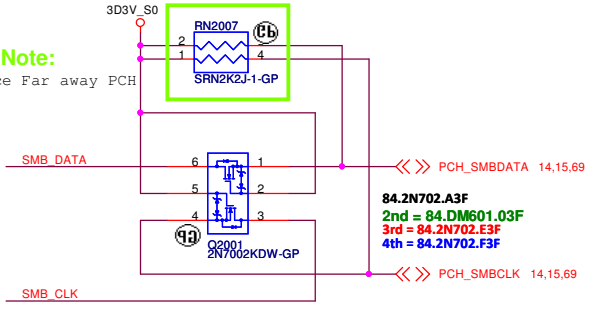 3D3V_S0
RN2007
2
1
4
SRN2K2J-1-GP
Note:
ce Far away PCH
SMB_DATA
6
1
PCH_SMBDATA 14,15,69
5
2
84.2N702.A3F
2nd = 84.DM601.03F
3rd = 84.2N702.E3F
4th = 84.2N702.F3F
4
3
Q2001
2N7002KDW-GP
PCH_SMBCLK 14,15,69
SMB_CLK